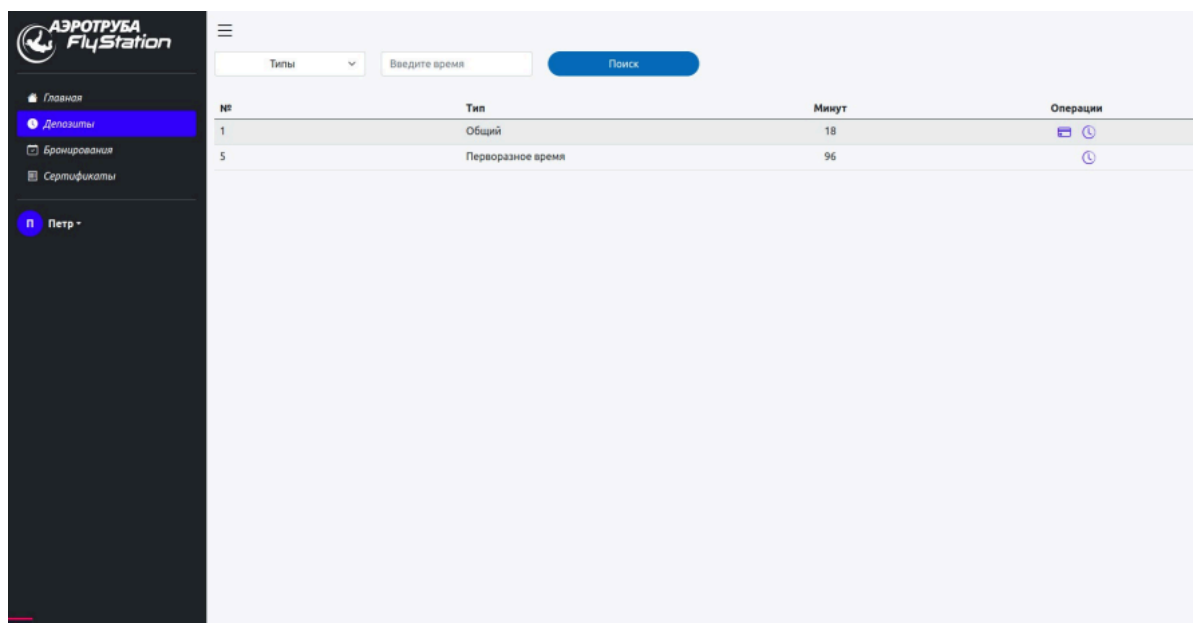 АЭРОТРУБА
FlyStation
Типы
Введите время
Поиск
Главная
Депозиты
Бронирования
Сертификаты
П Петр
№ Тип Минут Операции
1 Общий 18
5 Перворазное время 96